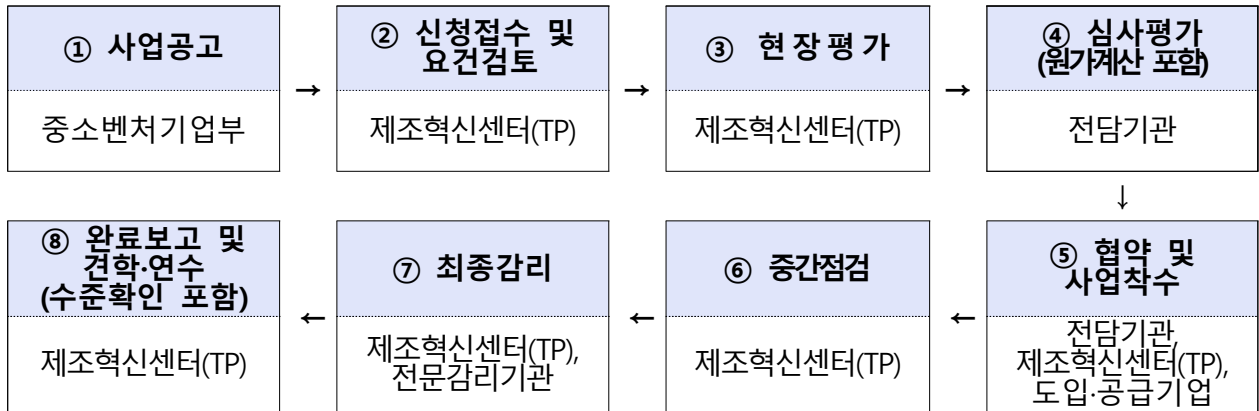 ① 사업공고
중소벤처기업부
→
② 신청접수 및
요건검토
제조혁신센터(TP)
→
③ 현장평가
제조혁신센터(TP)
→
④ 심사평가
(원가계산 포함)
전담기관
↓
⑤ 협약 및
사업착수
전담기관,
제조혁신센터(TP),
도입·공급기업
←
⑥ 중간점검
제조혁신센터(TP)
←
⑦ 최종감리
제조혁신센터(TP),
전문감리기관
←
⑧ 완료보고 및
견학·연수
(수준확인 포함)
제조혁신센터(TP)